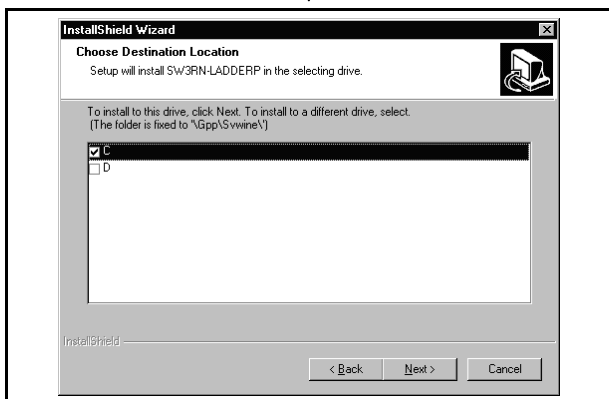 InstallShield Wizard
Choose Destination Location
Setup will install SW3RN-LADDERP in the selecting drive.
To install to this drive, click Next. To install to a different drive, select.
(The folder is fixed to "\Gpp\Svwine\')
C
D
InstallShield
< Back Next > Cancel